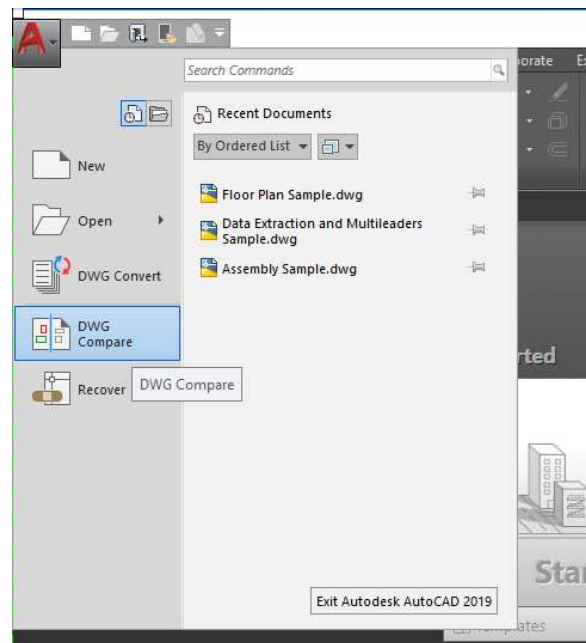 Search Commands
Recent Documents
By Ordered List
New
Floor Plan Sample.dwg
Open
Data Extraction and Multileaders
Sample.dwg
DWG Convert
Assembly Sample.dwg
DWG
Compare
Recover
DWG Compare
Exit Autodesk AutoCAD 2019
orate
E
rted
Star